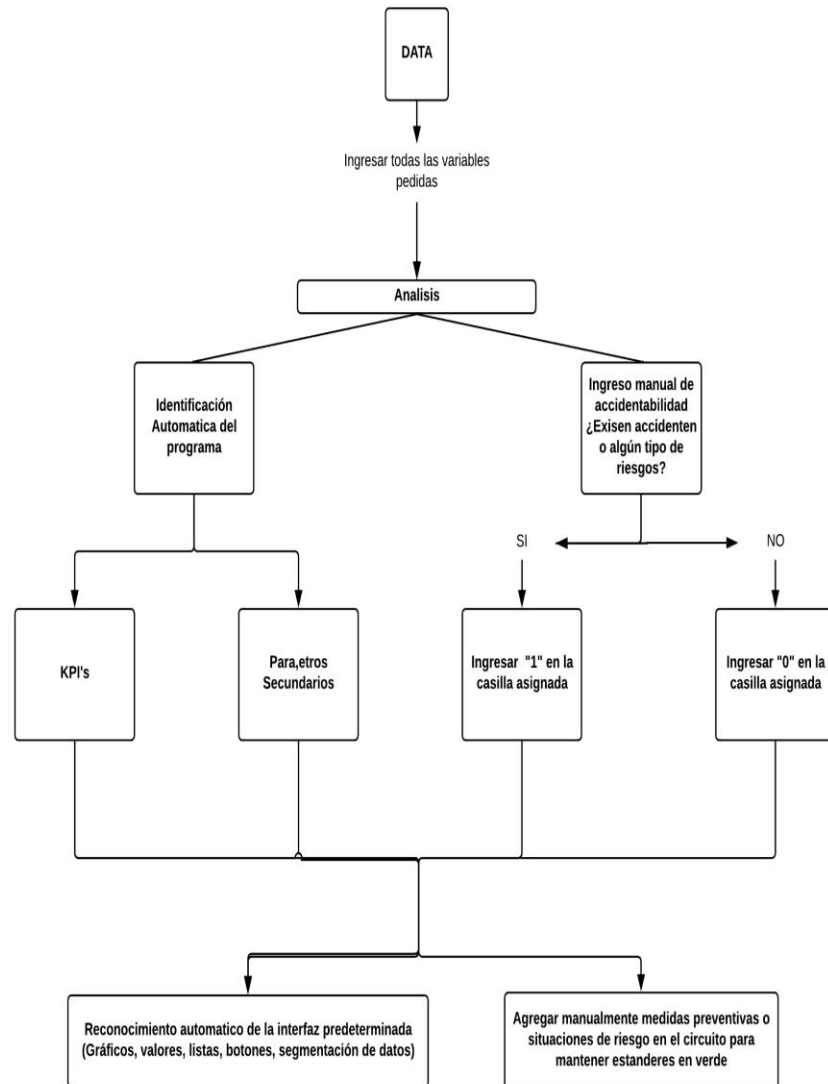 DATA
Ingresar todas las variables
pedidas
Analisis
Identificación
Automatica del
programa
Ingreso manual de
accidentabilidad
¿Exisen accidenten
o algún tipo de
riesgos?
SI
NO
KPI's
Para,etros
Secundarios
Ingresar "1" en la
casilla asignada
Ingresar "0" en la
casilla asignada
Reconocimiento automatico de la interfaz predeterminada
(Gráficos, valores, listas, botones, segmentación de datos)
Agregar manualmente medidas preventivas o
situaciones de riesgo en el circuito para
mantener estanderes en verde